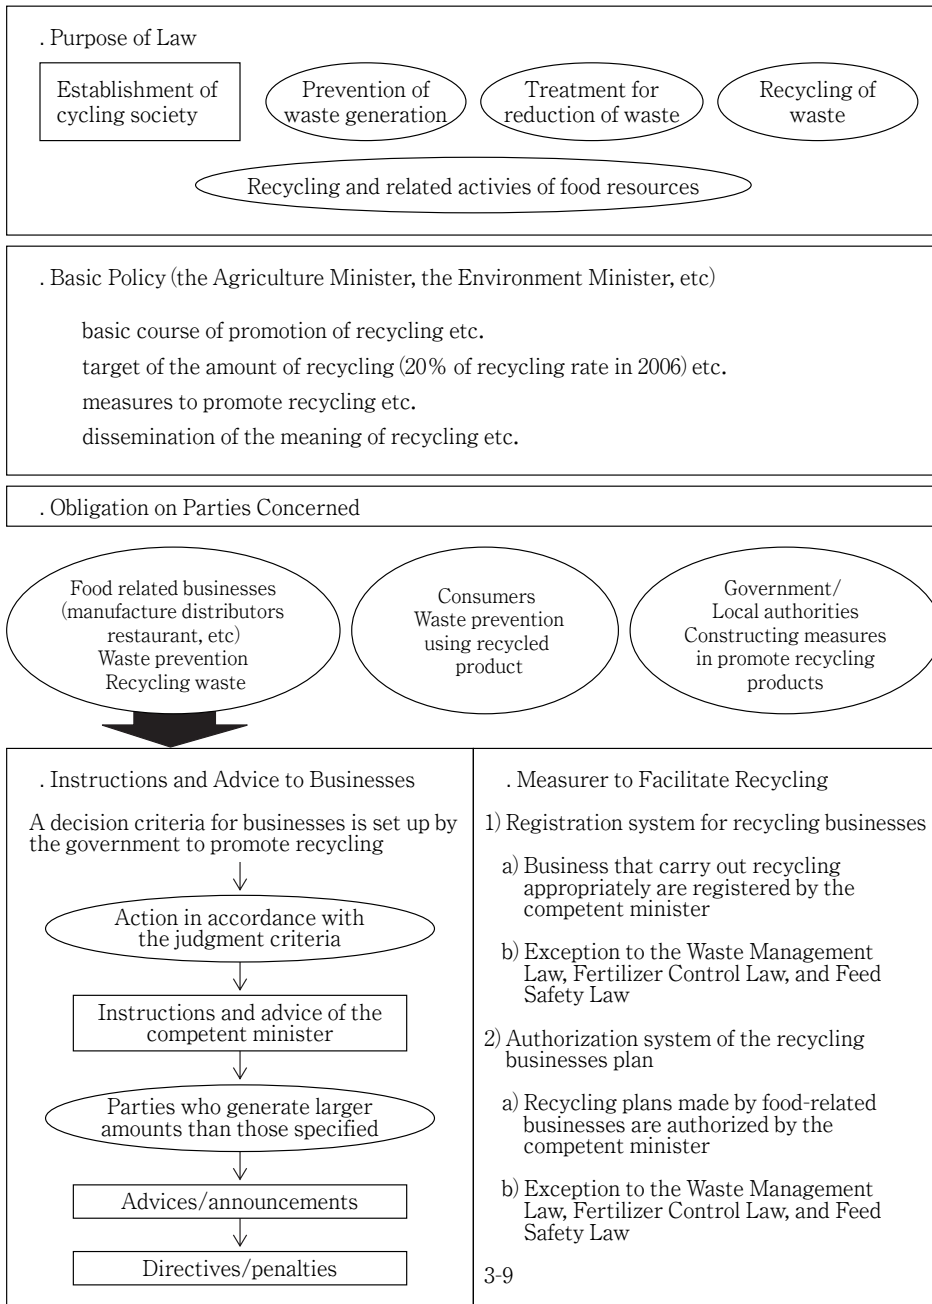 . Purpose of Law
Establishment of
cycling society
Prevention of
waste generation
Treatment for
reduction of waste
Recycling of
waste
Recycling and related activies of food resources
. Basic Policy (the Agriculture Minister, the Environment Minister, etc)
basic course of promotion of recycling etc.
target of the amount of recycling (20% of recycling rate in 2006) etc.
measures to promote recycling etc.
dissemination of the meaning of recycling etc.
. Obligation on Parties Concerned
Food related businesses
(manufacture distributors
restaurant, etc)
Waste prevention
Recycling waste
Consumers
Waste prevention
using recycled
product
Government/
Local authorities
Constructing measures
in promote recycling
products
. Instructions and Advice to Businesses
A decision criteria for businesses is set up by
the government to promote recycling
Action in accordance with
the judgment criteria
Instructions and advice of the
competent minister
Parties who generate larger
amounts than those specified
Advices/announcements
Directives/penalties
. Measurer to Facilitate Recycling
1) Registration system for recycling businesses
a) Business that carry out recycling
appropriately are registered by the
competent minister
b) Exception to the Waste Management
Law, Fertilizer Control Law, and Feed
Safety Law
2) Authorization system of the recycling
businesses plan
a) Recycling plans made by food-related
businesses are authorized by the
competent minister
b) Exception to the Waste Management
Law, Fertilizer Control Law, and Feed
Safety Law
3-9